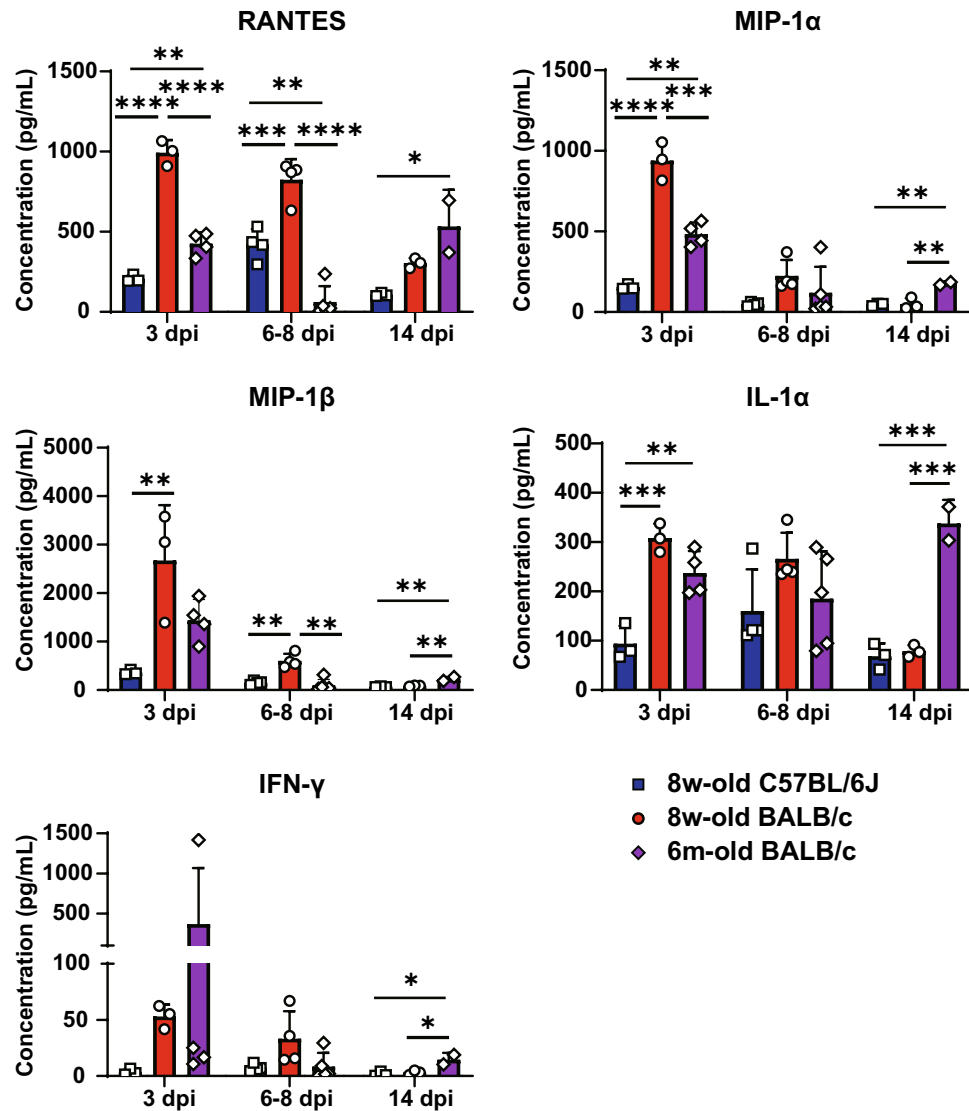 RANTES
Concentration (pg/mL)
1500
1000
500
0
** **** ****
** *** ****
*
3 dpi 6-8 dpi 14 dpi
MIP-1α
Concentration (pg/mL)
1500
1000
500
0
** **** ***
** **
3 dpi 6-8 dpi 14 dpi
MIP-1β
Concentration (pg/mL)
5000
4000
3000
2000
1000
0
**
** **
** **
3 dpi 6-8 dpi 14 dpi
IL-1α
Concentration (pg/mL)
500
400
300
200
100
0
** ***
*** ***
3 dpi 6-8 dpi 14 dpi
IFN-γ
Concentration (pg/mL)
1500
1000
500
100
50
0
* *
3 dpi 6-8 dpi 14 dpi
8w-old C57BL/6J
8w-old BALB/c
6m-old BALB/c